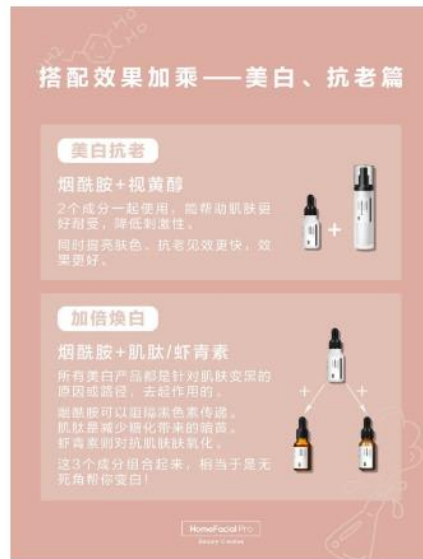 搭配效果加乘——美白、抗老篇
美白抗老
烟酰胺+视黄醇
2个成分一起使用，能帮助肌肤更
好耐受，降低刺激性。
同时提亮肤色、抗老见效更快，效
果更好。
加倍焕白
烟酰胺+肌肽/虾青素
所有美白产品都是针对肌肤变黑的
原因或路径，去起作用的。
烟酰胺可以阻隔黑色素传递。
肌肽是减少糖化带来的暗黄。
虾青素则对抗肌肤肤氧化。
这3个成分组合起来，相当于是无
死角帮你变白！
HomeFacialPro